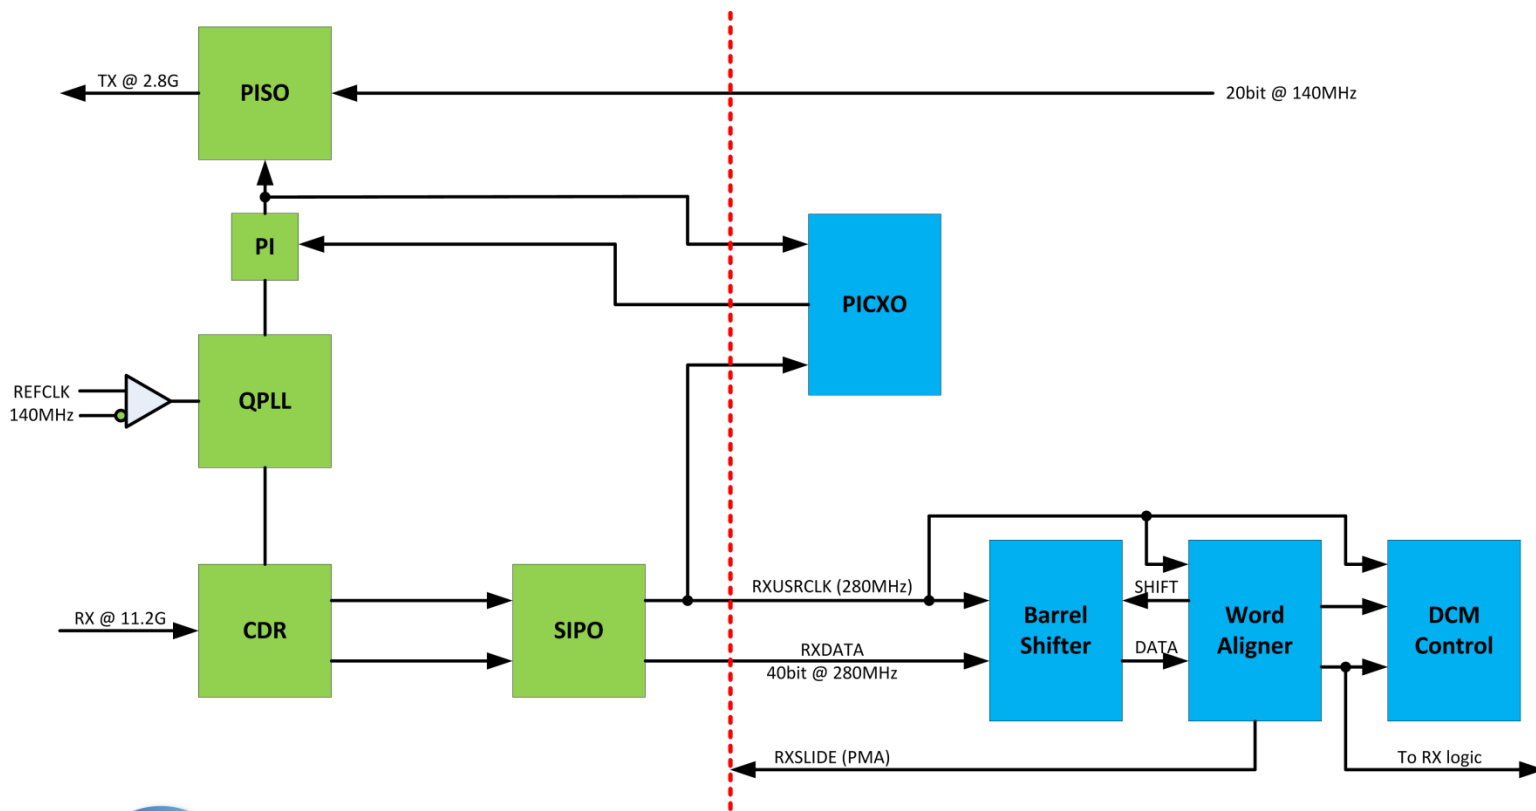 TX @ 2.8G
PISO
20bit @ 140MHz
PI
PICXO
REFCLK
140MHz
QPLL
RX @ 11.2G
CDR
SIPO
RXUSRCLK (280MHz)
RXDATA
40bit @ 280MHz
Barrel
Shifter
SHIFT
DATA
Word
Aligner
DCM
Control
RXSLIDE (PMA)
To RX logic